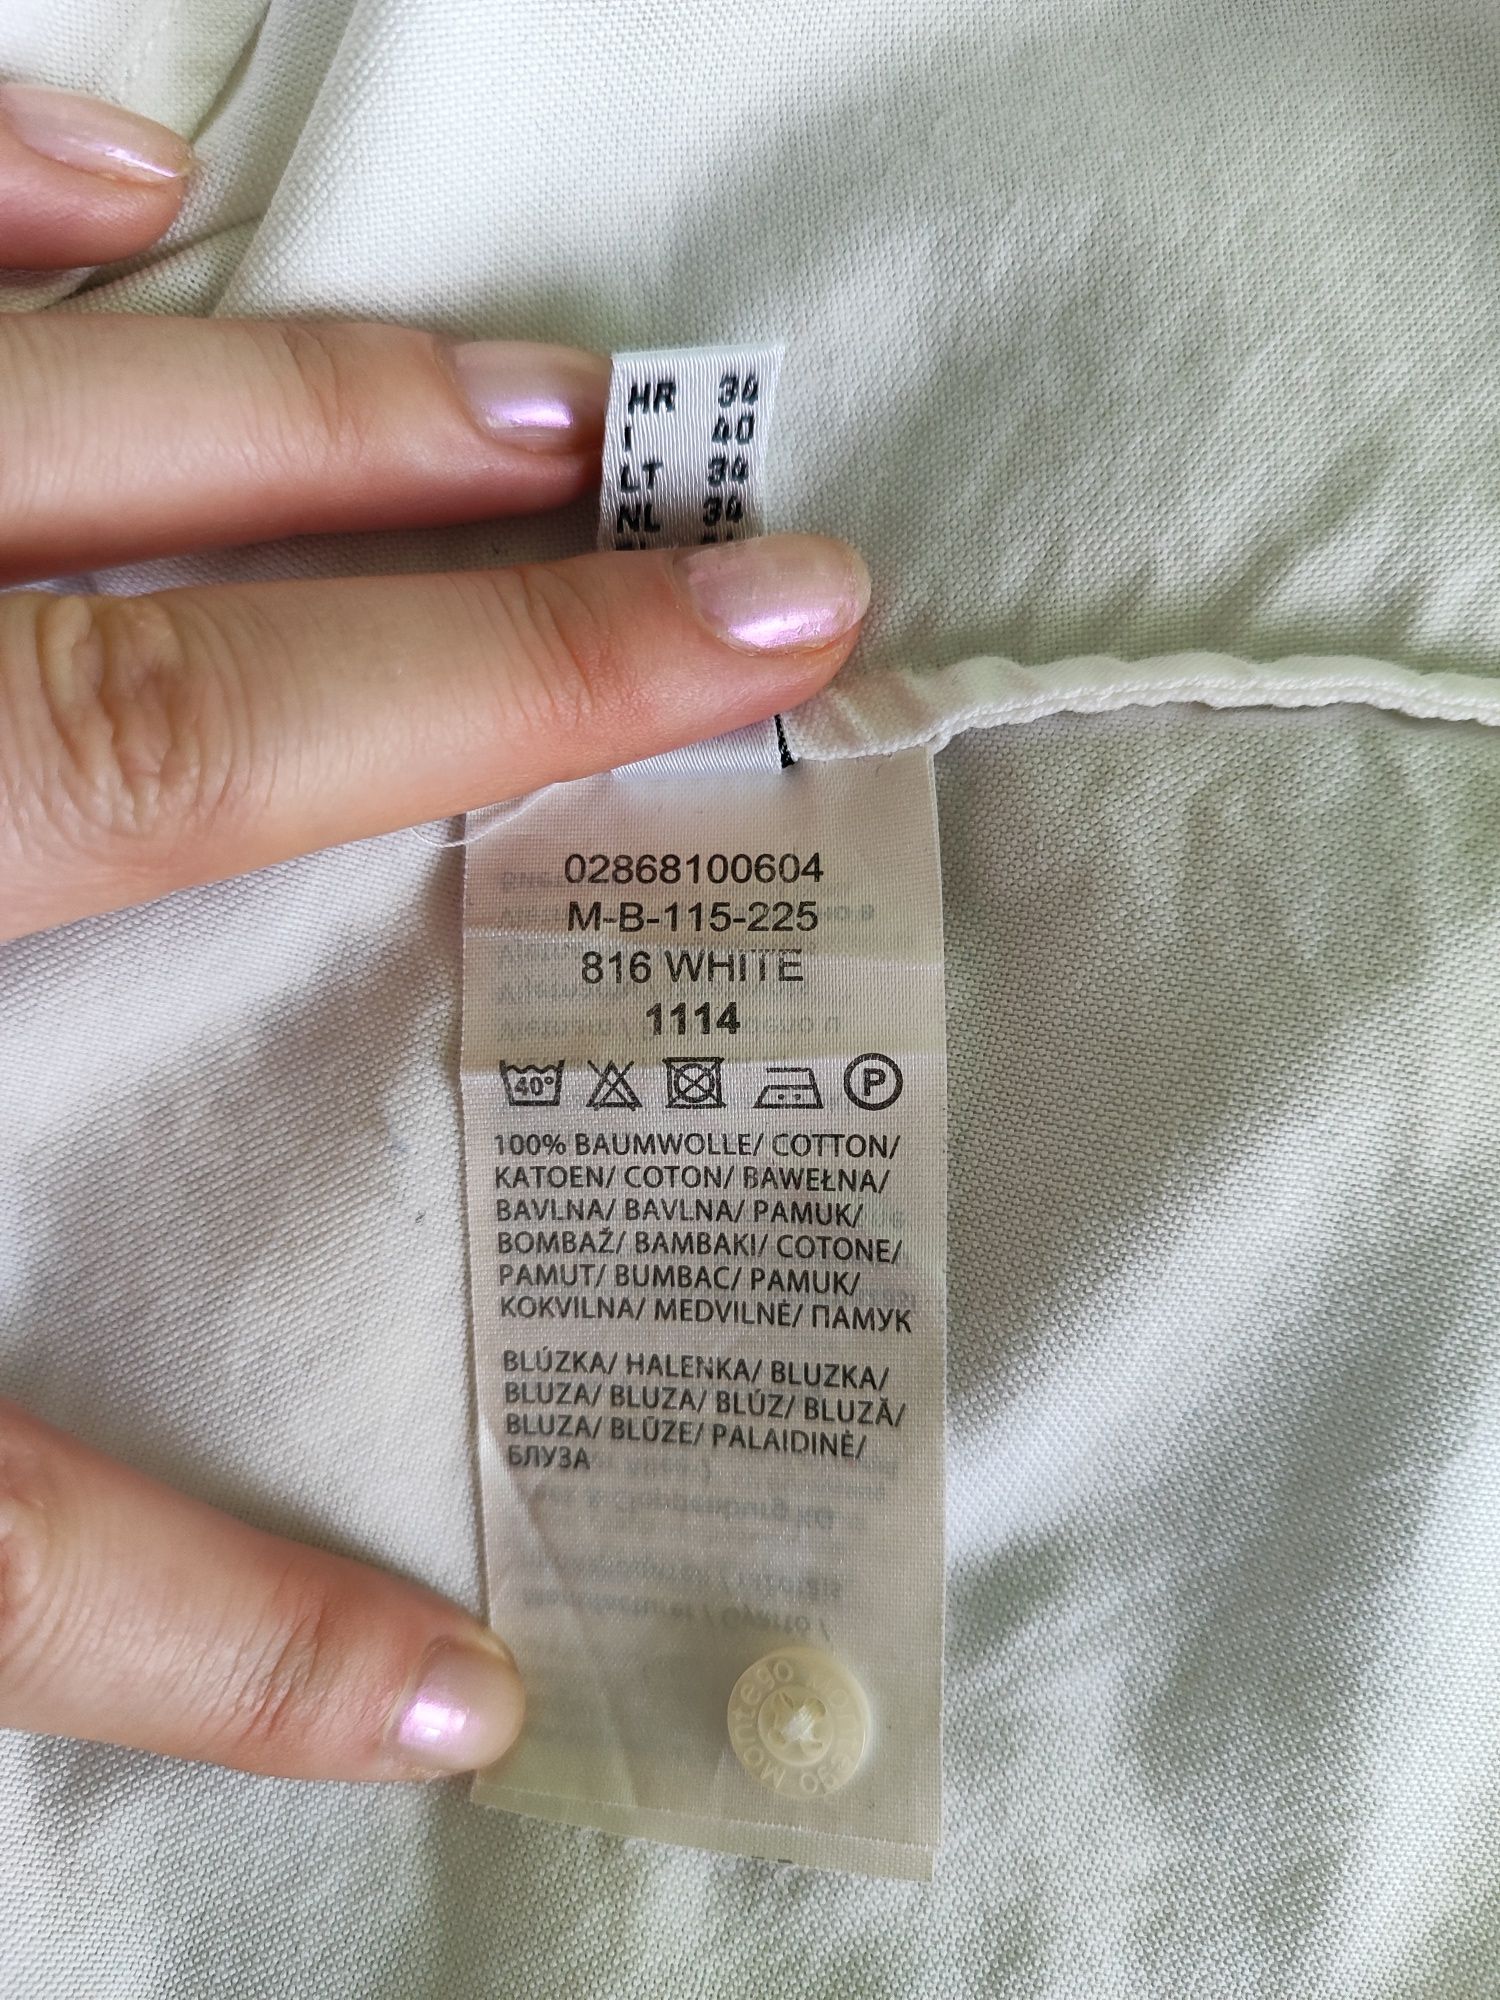 HR 34
I 40
LT 34
NL 34
02868100604
M-B-115-225
816 WHITE
1114
40°
P
100% BAUMWOLLE/ COTTON/
KATOEN/ COTON/ BAWEŁNA/
BAVLNA/ BAVLNA/ PAMUK/
BOMBAŽ/ BAMBAKI/ COTONE/
PAMUT/ BUMBAC/ PAMUK/
KOKVILNA/ MEDVILNĖ/ ПАМУК
BLÚZKA/ HALENKA/ BLUZKA/
BLUZA/ BLUZA/ BLÚZ/ BLUZĂ/
BLUZA/ BLŪZE/ PALAIDINĖ/
БЛУЗА
Montego Montego